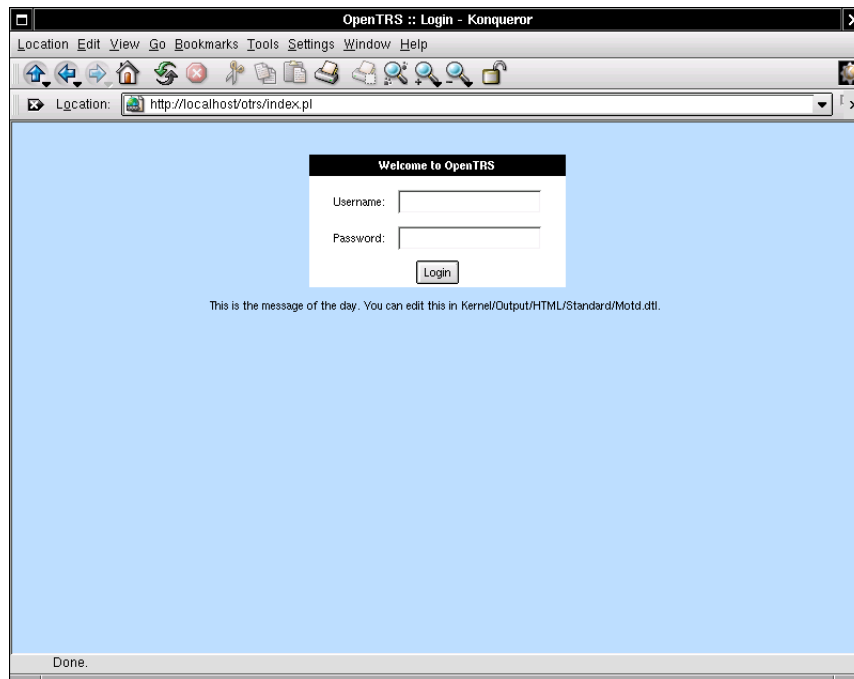 OpenTRS :: Login - Konqueror
Location Edit View Go Bookmarks Tools Settings Window Help
Location: http://localhost/otrs/index.pl
Welcome to OpenTRS
Username:
Password:
Login
This is the message of the day. You can edit this in Kernel/Output/HTML/Standard/Motd.dtl.
Done.